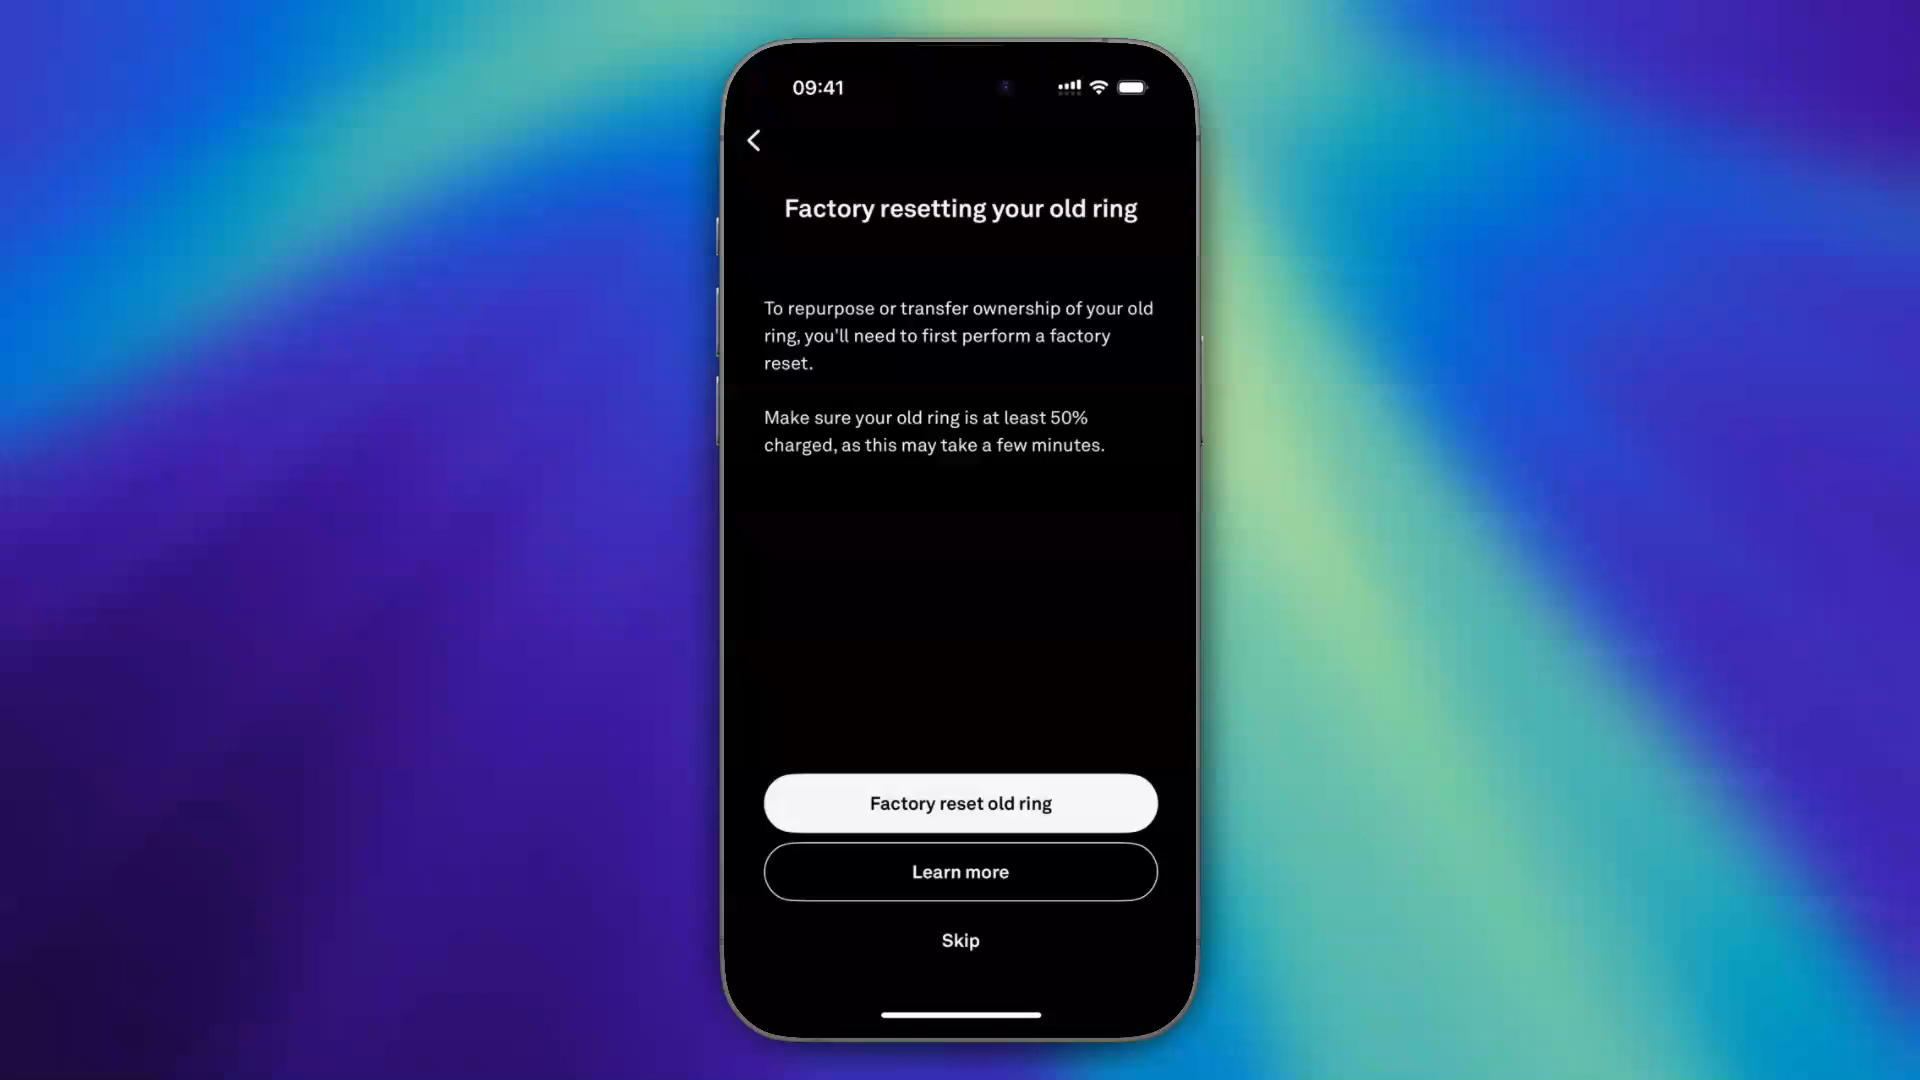 09:41
Factory resetting your old ring
To repurpose or transfer ownership of your old
ring, you'll need to first perform a factory
reset.
Make sure your old ring is at least 50%
charged, as this may take a few minutes.
Factory reset old ring
Learn more
Skip